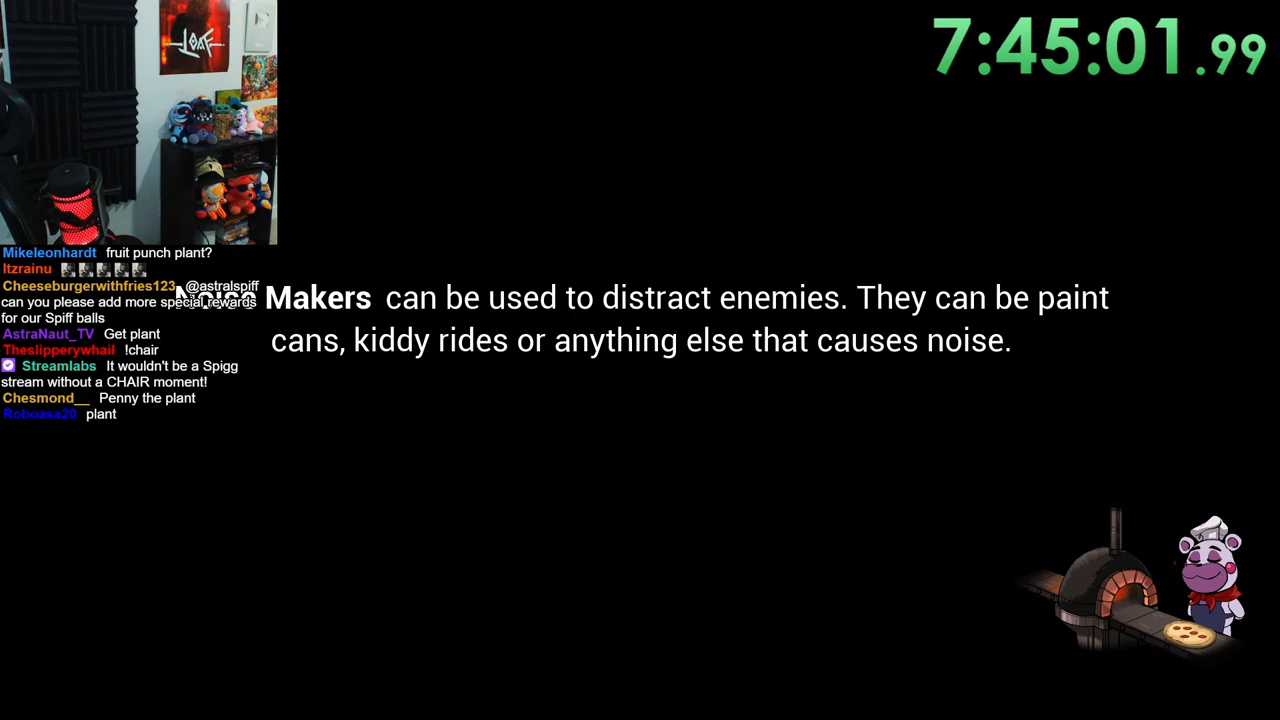 LOAF
7:45:01.99
Mikeleonhardt fruit punch plant?
Itzrainu
Cheeseburgerwithfries123 @astralspiff
can you please add more special rewards
for our Spiff balls
AstraNaut_TV Get plant
Theslipperywhail !chair
Streamlabs It wouldn't be a Spigg
stream without a CHAIR moment!
Chesmond__ Penny the plant
Roboasa20 plant
Noise Makers can be used to distract enemies. They can be paint
cans, kiddy rides or anything else that causes noise.